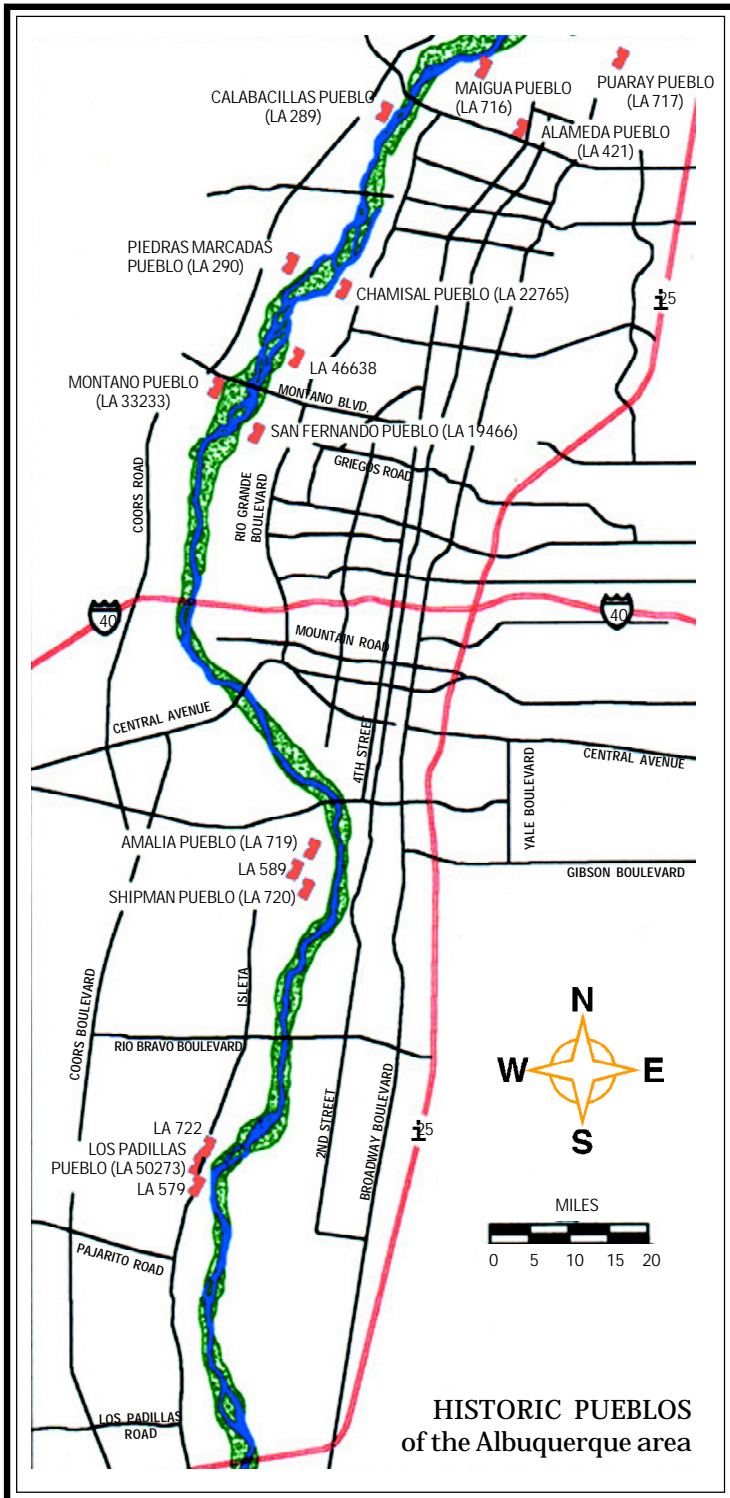 MAIGUA PUEBLO
(LA 716)
PUARAY PUEBLO
(LA 717)
CALABACILLAS PUEBLO
(LA 289)
ALAMEDA PUEBLO
(LA 421)
PIEDRAS MARCADAS
PUEBLO (LA 290)
CHAMISAL PUEBLO (LA 22765)
25
LA 46638
MONTANO PUEBLO
(LA 33233)
MONTANO BLVD.
SAN FERNANDO PUEBLO (LA 19466)
GRIEGOS ROAD
COORS ROAD
RIO GRANDE
BOULEVARD
40
40
MOUNTAIN ROAD
CENTRAL AVENUE
4TH STREET
CENTRAL AVENUE
YALE BOULEVARD
AMALIA PUEBLO (LA 719)
LA 589
GIBSON BOULEVARD
SHIPMAN PUEBLO (LA 720)
ISLETA
COORS BOULEVARD
RIO BRAVO BOULEVARD
N
W
E
S
2ND STREET
BROADWAY BOULEVARD
25
LA 722
LOS PADILLAS
PUEBLO (LA 50273)
LA 579
PAJARITO ROAD
MILES
0 5 10 15 20
LOS PADILLAS
ROAD
HISTORIC PUEBLOS
of the Albuquerque area